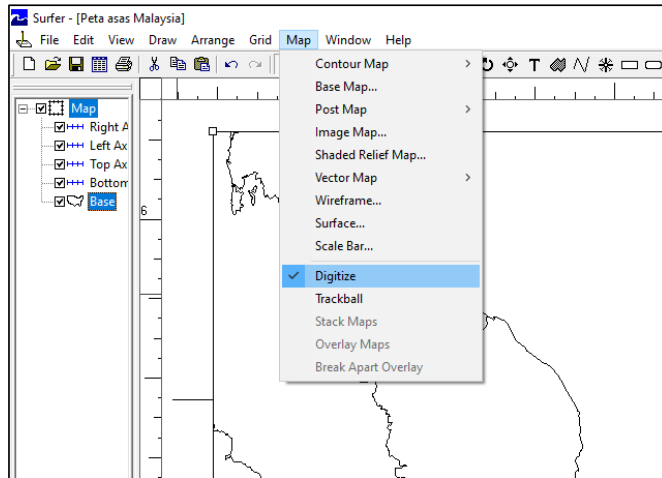 Surfer - [Peta asas Malaysia]
File Edit View Draw Arrange Grid Map Window Help
Contour Map
Base Map...
Post Map
Image Map...
Shaded Relief Map...
Vector Map
Wireframe...
Surface...
Scale Bar...
Digitize
Trackball
Stack Maps
Overlay Maps
Break Apart Overlay
Map
Right A
Left Ax
Top Ax
Bottom
Base
6
T